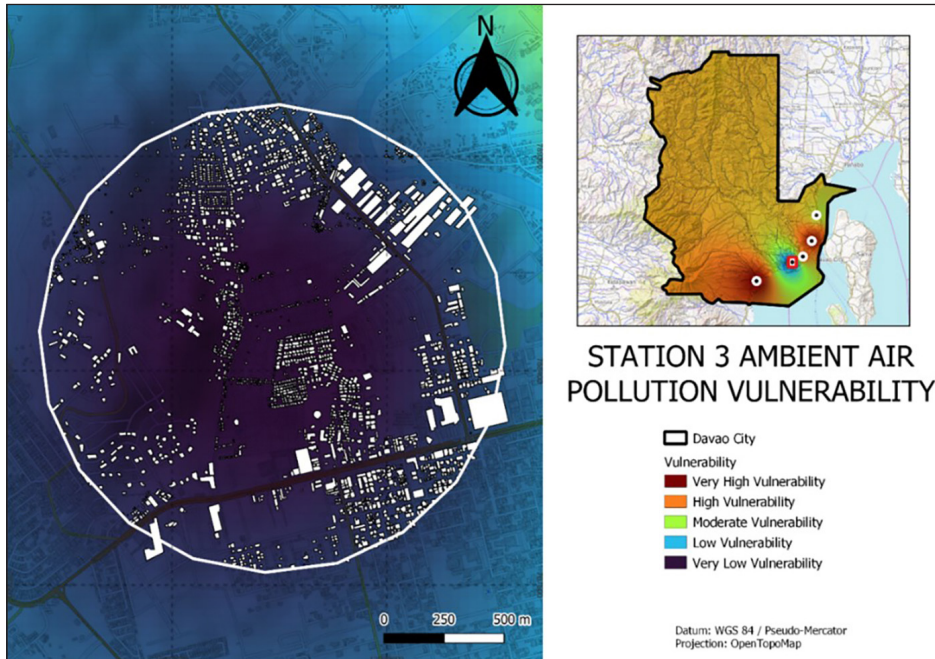 N
STATION 3 AMBIENT AIR
POLLUTION VULNERABILITY
Davao City
Vulnerability
Very High Vulnerability
High Vulnerability
Moderate Vulnerability
Low Vulnerability
Very Low Vulnerability
0 250 500 m
Datum: WGS 84 / Pseudo-Mercator
Projection: OpenTopoMap